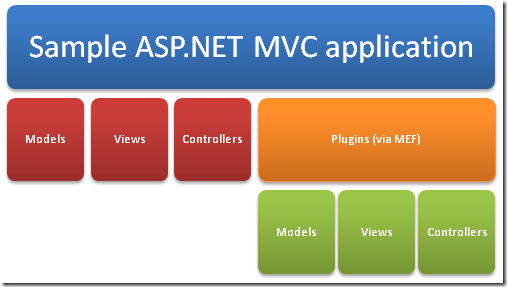 Sample ASP.NET MVC application
Models
Views
Controllers
Plugins (via MEF)
Models
Views
Controllers